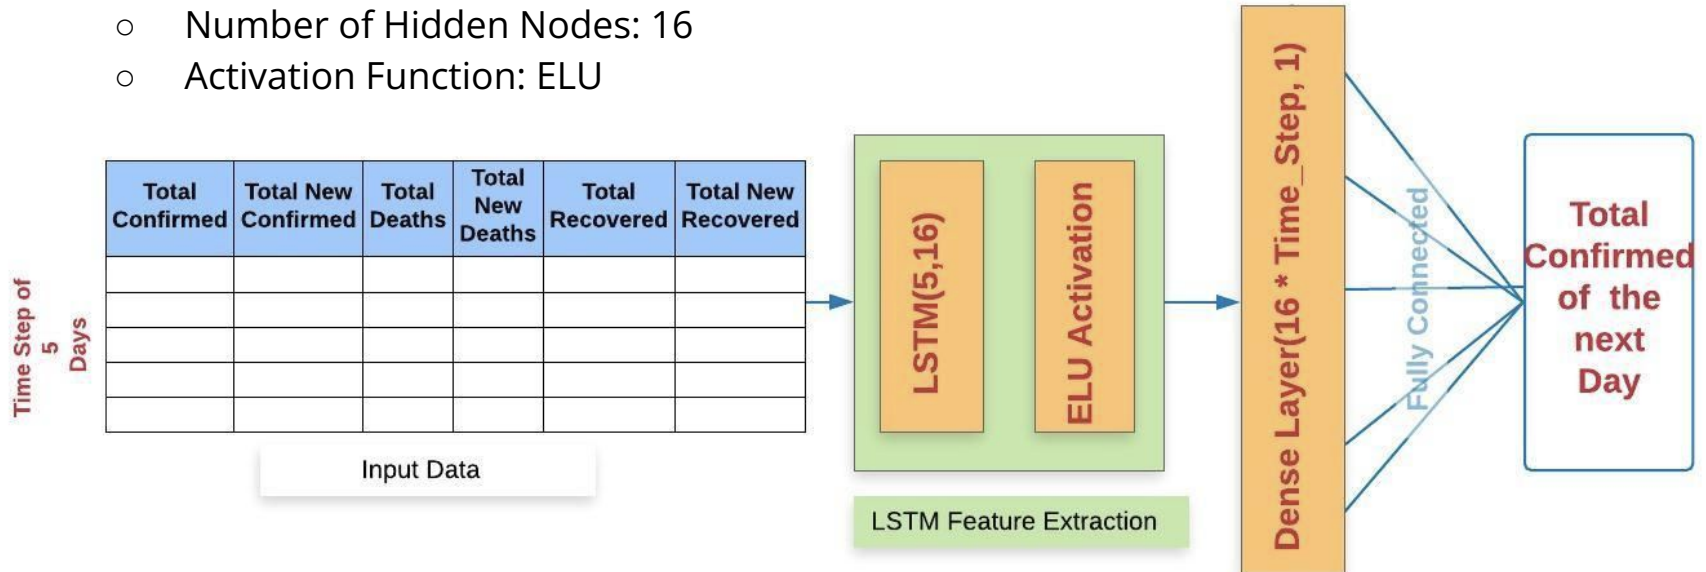 ○ Number of Hidden Nodes: 16
○ Activation Function: ELU
Time Step of
5
Days
Total
Confirmed
Total New
Confirmed
Total
Deaths
Total
New
Deaths
Total
Recovered
Total New
Recovered
Input Data
LSTM(5,16)
ELU Activation
LSTM Feature Extraction
Dense Layer(16 * Time_Step, 1)
Fully Connected
Total
Confirmed
of the
next
Day